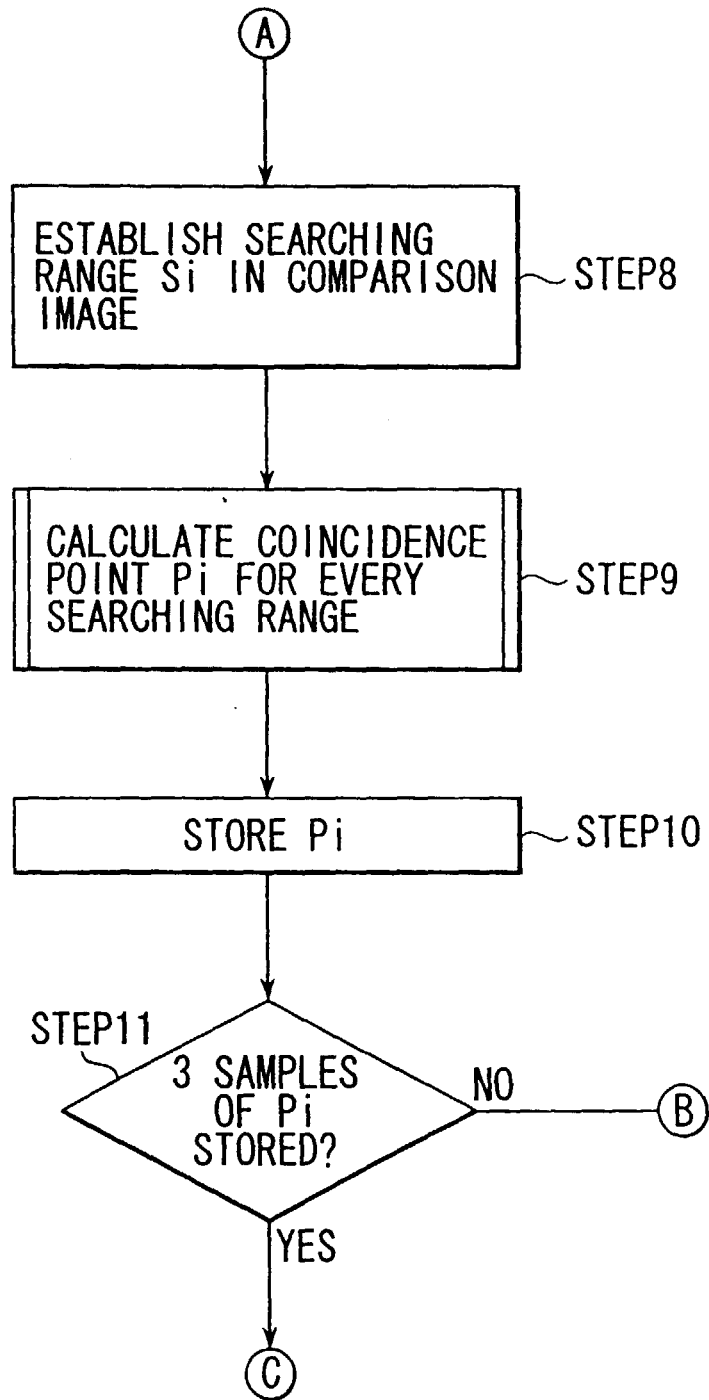 A
ESTABLISH SEARCHING
RANGE Si IN COMPARISON
IMAGE
STEP8
CALCULATE COINCIDENCE
POINT Pi FOR EVERY
SEARCHING RANGE
STEP9
STORE Pi
STEP10
STEP11
3 SAMPLES
OF Pi
STORED?
NO
B
YES
C